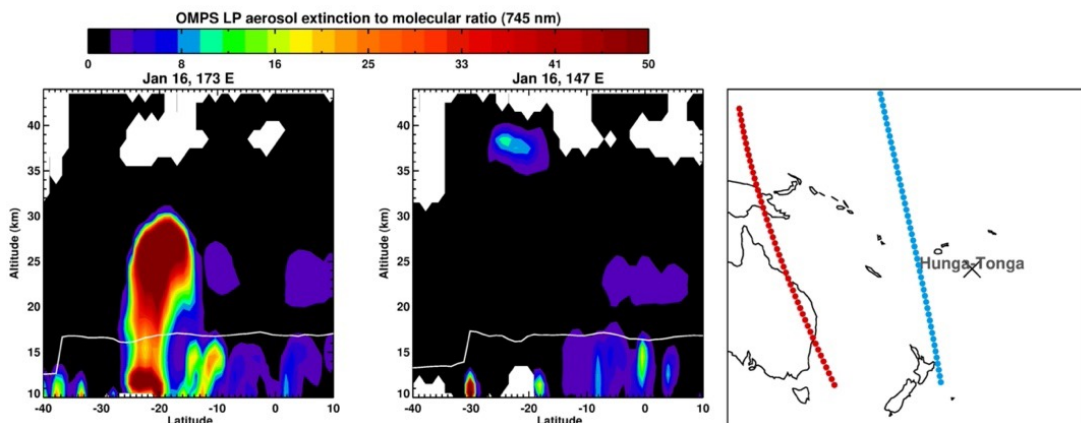 OMPS LP aerosol extinction to molecular ratio (745 nm)
0 8 16 25 33 41 50
Jan 16, 173 E
Jan 16, 147 E
Altitude (km)
40
35
30
25
20
15
10
-40 -30 -20 -10 0 10
Latitude
Altitude (km)
40
35
30
25
20
15
10
-40 -30 -20 -10 0 10
Latitude
Hunga-Tonga